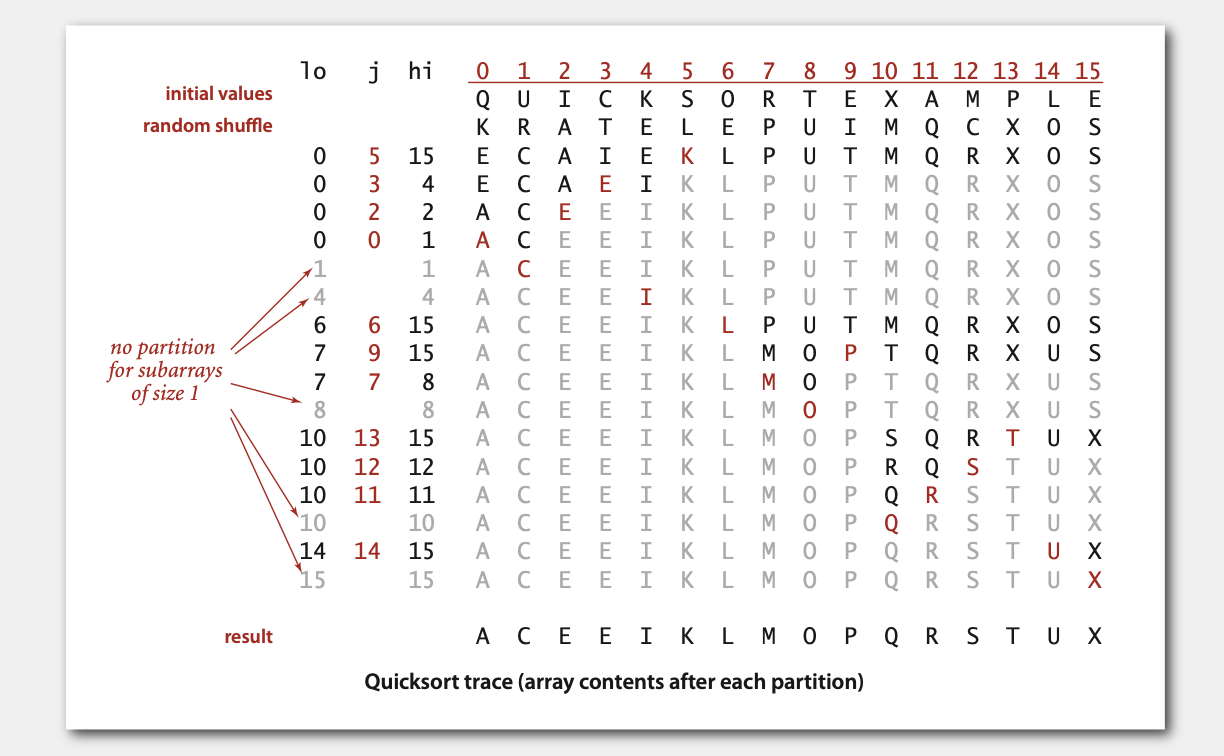 lo j hi 0 1 2 3 4 5 6 7 8 9 10 11 12 13 14 15
initial values Q U I C K S O R T E X A M P L E
random shuffle K R A T E L E P U I M Q C X O S
0 5 15 E C A I E K L P U T M Q R X O S
0 3 4 E C A E I K L P U T M Q R X O S
0 2 2 A C E E I K L P U T M Q R X O S
0 0 1 A C E E I K L P U T M Q R X O S
1 1 A C E E I K L P U T M Q R X O S
4 4 A C E E I K L P U T M Q R X O S
6 6 15 A C E E I K L P U T M Q R X O S
no partition
for subarrays
of size 1
7 9 15 A C E E I K L M O P T Q R X U S
7 7 8 A C E E I K L M O P T Q R X U S
8 8 A C E E I K L M O P T Q R X U S
10 13 15 A C E E I K L M O P S Q R T U X
10 12 12 A C E E I K L M O P R Q S T U X
10 11 11 A C E E I K L M O P Q R S T U X
10 10 A C E E I K L M O P Q R S T U X
14 14 15 A C E E I K L M O P Q R S T U X
15 15 A C E E I K L M O P Q R S T U X
result A C E E I K L M O P Q R S T U X
Quicksort trace (array contents after each partition)